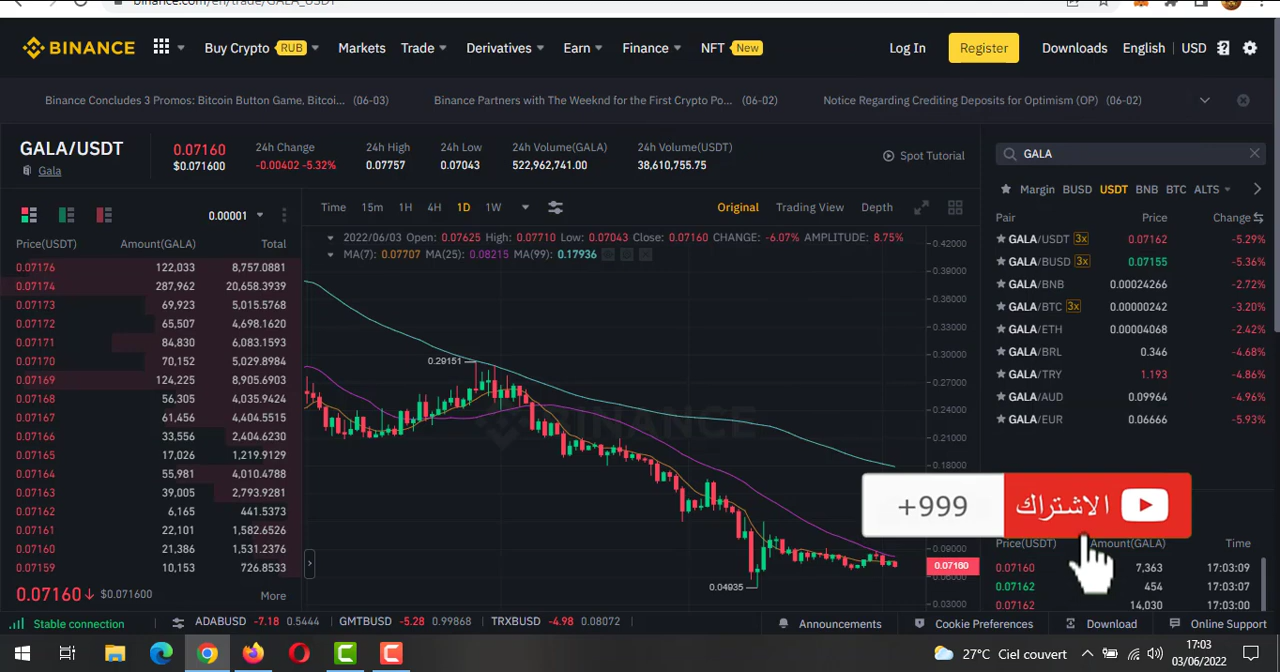 binance.com/en/trade/GALA_USDT
BINANCE
Buy Crypto RUB
Markets
Trade
Derivatives
Earn
Finance
NFT New
Log In
Register
Downloads
English
USD
Binance Concludes 3 Promos: Bitcoin Button Game, Bitcoi... (06-03)
Binance Partners with The Weeknd for the First Crypto Po... (06-02)
Notice Regarding Crediting Deposits for Optimism (OP) (06-02)
GALA/USDT
Gala
0.07160
$0.071600
24h Change
-0.00402 -5.32%
24h High
0.07757
24h Low
0.07043
24h Volume(GALA)
522,962,741.00
24h Volume(USDT)
38,610,755.75
Spot Tutorial
0.00001
Price(USDT) Amount(GALA) Total
0.07176 122,033 8,757.0881
0.07174 287,962 20,658.3939
0.07173 69,923 5,015.5768
0.07172 65,507 4,698.1620
0.07171 84,830 6,083.1593
0.07170 70,152 5,029.8984
0.07169 124,225 8,905.6903
0.07168 56,305 4,035.9424
0.07167 61,456 4,404.5515
0.07166 33,556 2,404.6230
0.07165 17,026 1,219.9129
0.07164 55,981 4,010.4788
0.07163 39,005 2,793.9281
0.07162 6,165 441.5373
0.07161 22,101 1,582.6526
0.07160 21,386 1,531.2376
0.07159 10,153 726.8533
0.07160 $0.071600 More
Time 15m 1H 4H 1D 1W
Original Trading View Depth
2022/06/03 Open: 0.07625 High: 0.07710 Low: 0.07043 Close: 0.07160 CHANGE: -6.07% AMPLITUDE: 8.75%
MA(7): 0.07707 MA(25): 0.08215 MA(99): 0.17936
0.42000
0.39000
0.36000
0.33000
0.30000
0.27000
0.24000
0.21000
0.18000
0.09000
0.07160
0.06000
0.03000
0.29151
0.04935
BINANCE
GALA
Margin BUSD USDT BNB BTC ALTS
Pair Price Change
GALA/USDT 3x 0.07162 -5.29%
GALA/BUSD 3x 0.07155 -5.36%
GALA/BNB 0.00024266 -2.72%
GALA/BTC 3x 0.00000242 -3.20%
GALA/ETH 0.00004068 -2.42%
GALA/BRL 0.346 -4.68%
GALA/TRY 1.193 -4.86%
GALA/AUD 0.09964 -4.96%
GALA/EUR 0.06666 -5.93%
+999
الاشتراك
Price(USDT) Amount(GALA) Time
0.07160 7,363 17:03:09
0.07162 454 17:03:07
0.07162 14,030 17:03:00
Stable connection
ADABUSD -7.18 0.5444
GMTBUSD -5.28 0.99868
TRXBUSD -4.98 0.08072
Announcements
Cookie Preferences
Download
Online Support
27°C Ciel couvert
17:03
03/06/2022